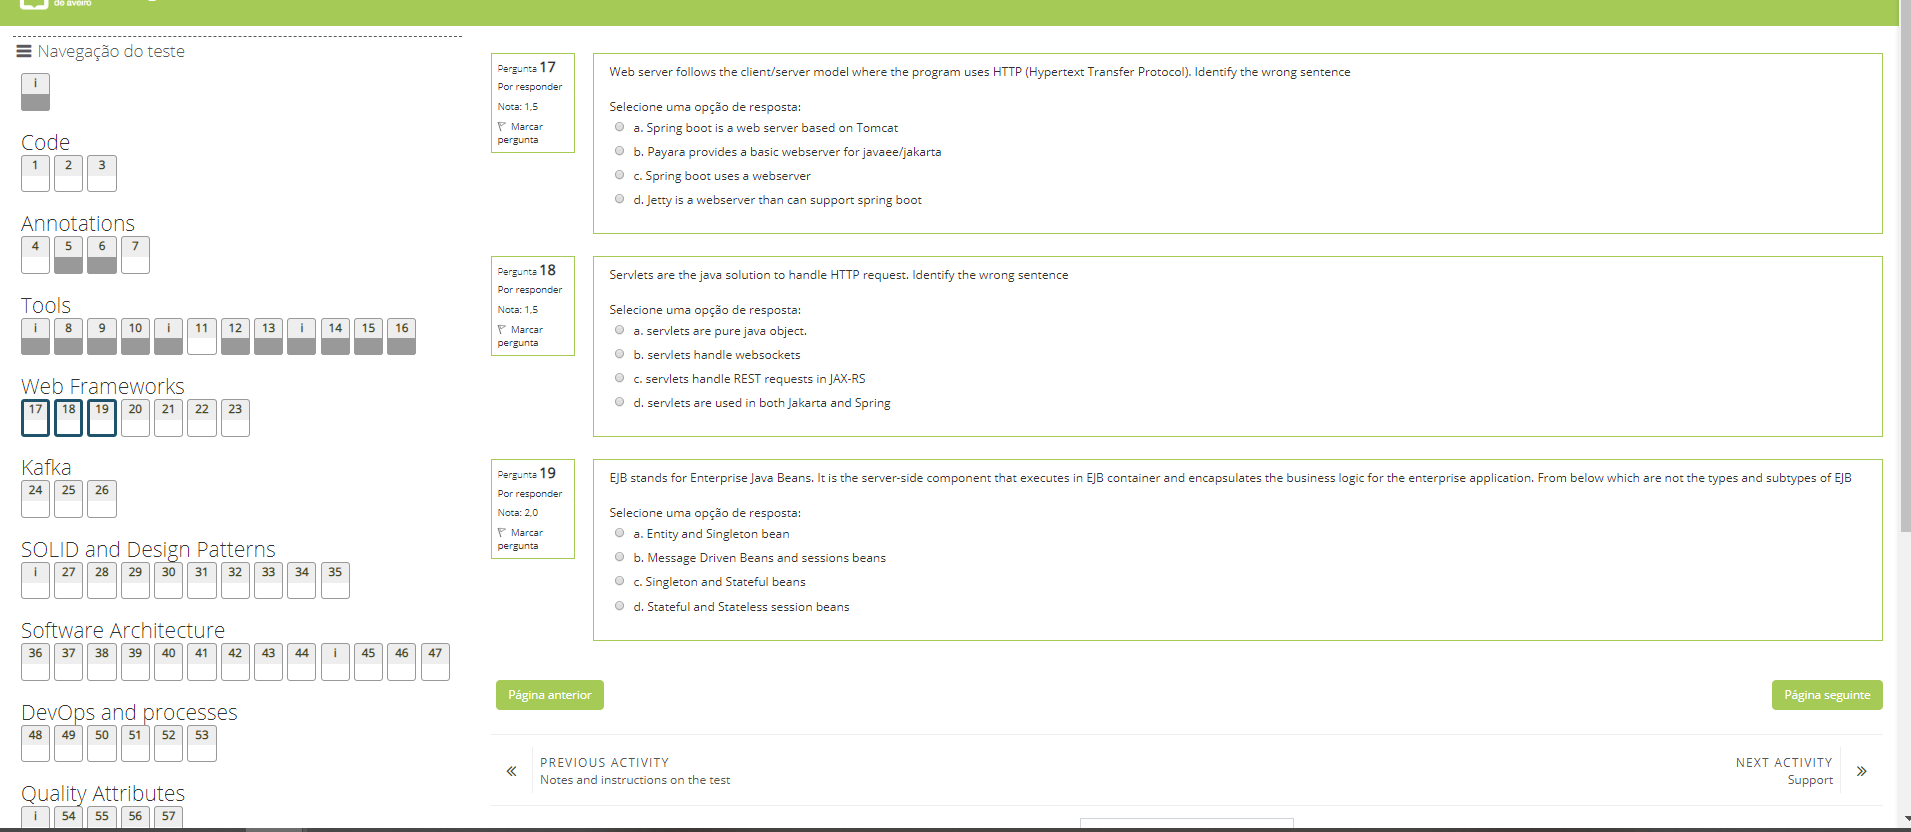 de aveiro
Navegação do teste
i
Code
1 2 3
Annotations
4 5 6 7
Tools
i 8 9 10 i 11 12 13 i 14 15 16
Web Frameworks
17 18 19 20 21 22 23
Kafka
24 25 26
SOLID and Design Patterns
i 27 28 29 30 31 32 33 34 35
Software Architecture
36 37 38 39 40 41 42 43 44 i 45 46 47
DevOps and processes
48 49 50 51 52 53
Quality Attributes
i 54 55 56 57
Pergunta 17
Por responder
Nota: 1,5
Marcar
pergunta
Web server follows the client/server model where the program uses HTTP (Hypertext Transfer Protocol). Identify the wrong sentence
Selecione uma opção de resposta:
a. Spring boot is a web server based on Tomcat
b. Payara provides a basic webserver for javaee/jakarta
c. Spring boot uses a webserver
d. Jetty is a webserver than can support spring boot
Pergunta 18
Por responder
Nota: 1,5
Marcar
pergunta
Servlets are the java solution to handle HTTP request. Identify the wrong sentence
Selecione uma opção de resposta:
a. servlets are pure java object.
b. servlets handle websockets
c. servlets handle REST requests in JAX-RS
d. servlets are used in both Jakarta and Spring
Pergunta 19
Por responder
Nota: 2,0
Marcar
pergunta
EJB stands for Enterprise Java Beans. It is the server-side component that executes in EJB container and encapsulates the business logic for the enterprise application. From below which are not the types and subtypes of EJB
Selecione uma opção de resposta:
a. Entity and Singleton bean
b. Message Driven Beans and sessions beans
c. Singleton and Stateful beans
d. Stateful and Stateless session beans
Página anterior
Página seguinte
PREVIOUS ACTIVITY
Notes and instructions on the test
NEXT ACTIVITY
Support